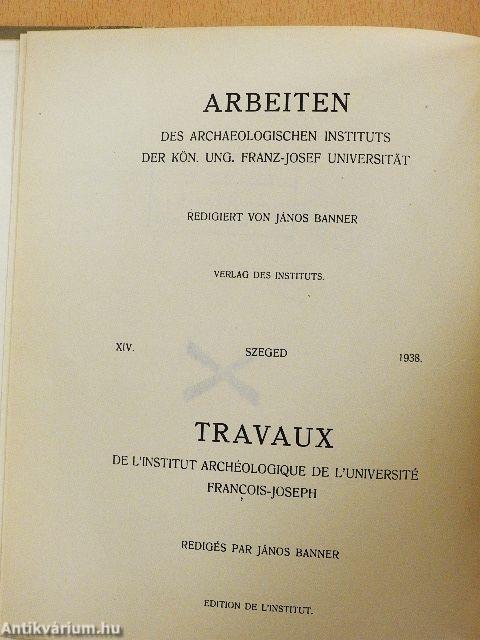 ARBEITEN
DES ARCHAEOLOGISCHEN INSTITUTS
DER KÖN. UNG. FRANZ-JOSEF UNIVERSITÄT
REDIGIERT VON JÁNOS BANNER
VERLAG DES INSTITUTS.
XIV. SZEGED 1938.
TRAVAUX
DE L'INSTITUT ARCHÉOLOGIQUE DE L'UNIVERSITÉ
FRANÇOIS-JOSEPH
REDIGÉS PAR JÁNOS BANNER
EDITION DE L'INSTITUT.
Antikvárium.hu